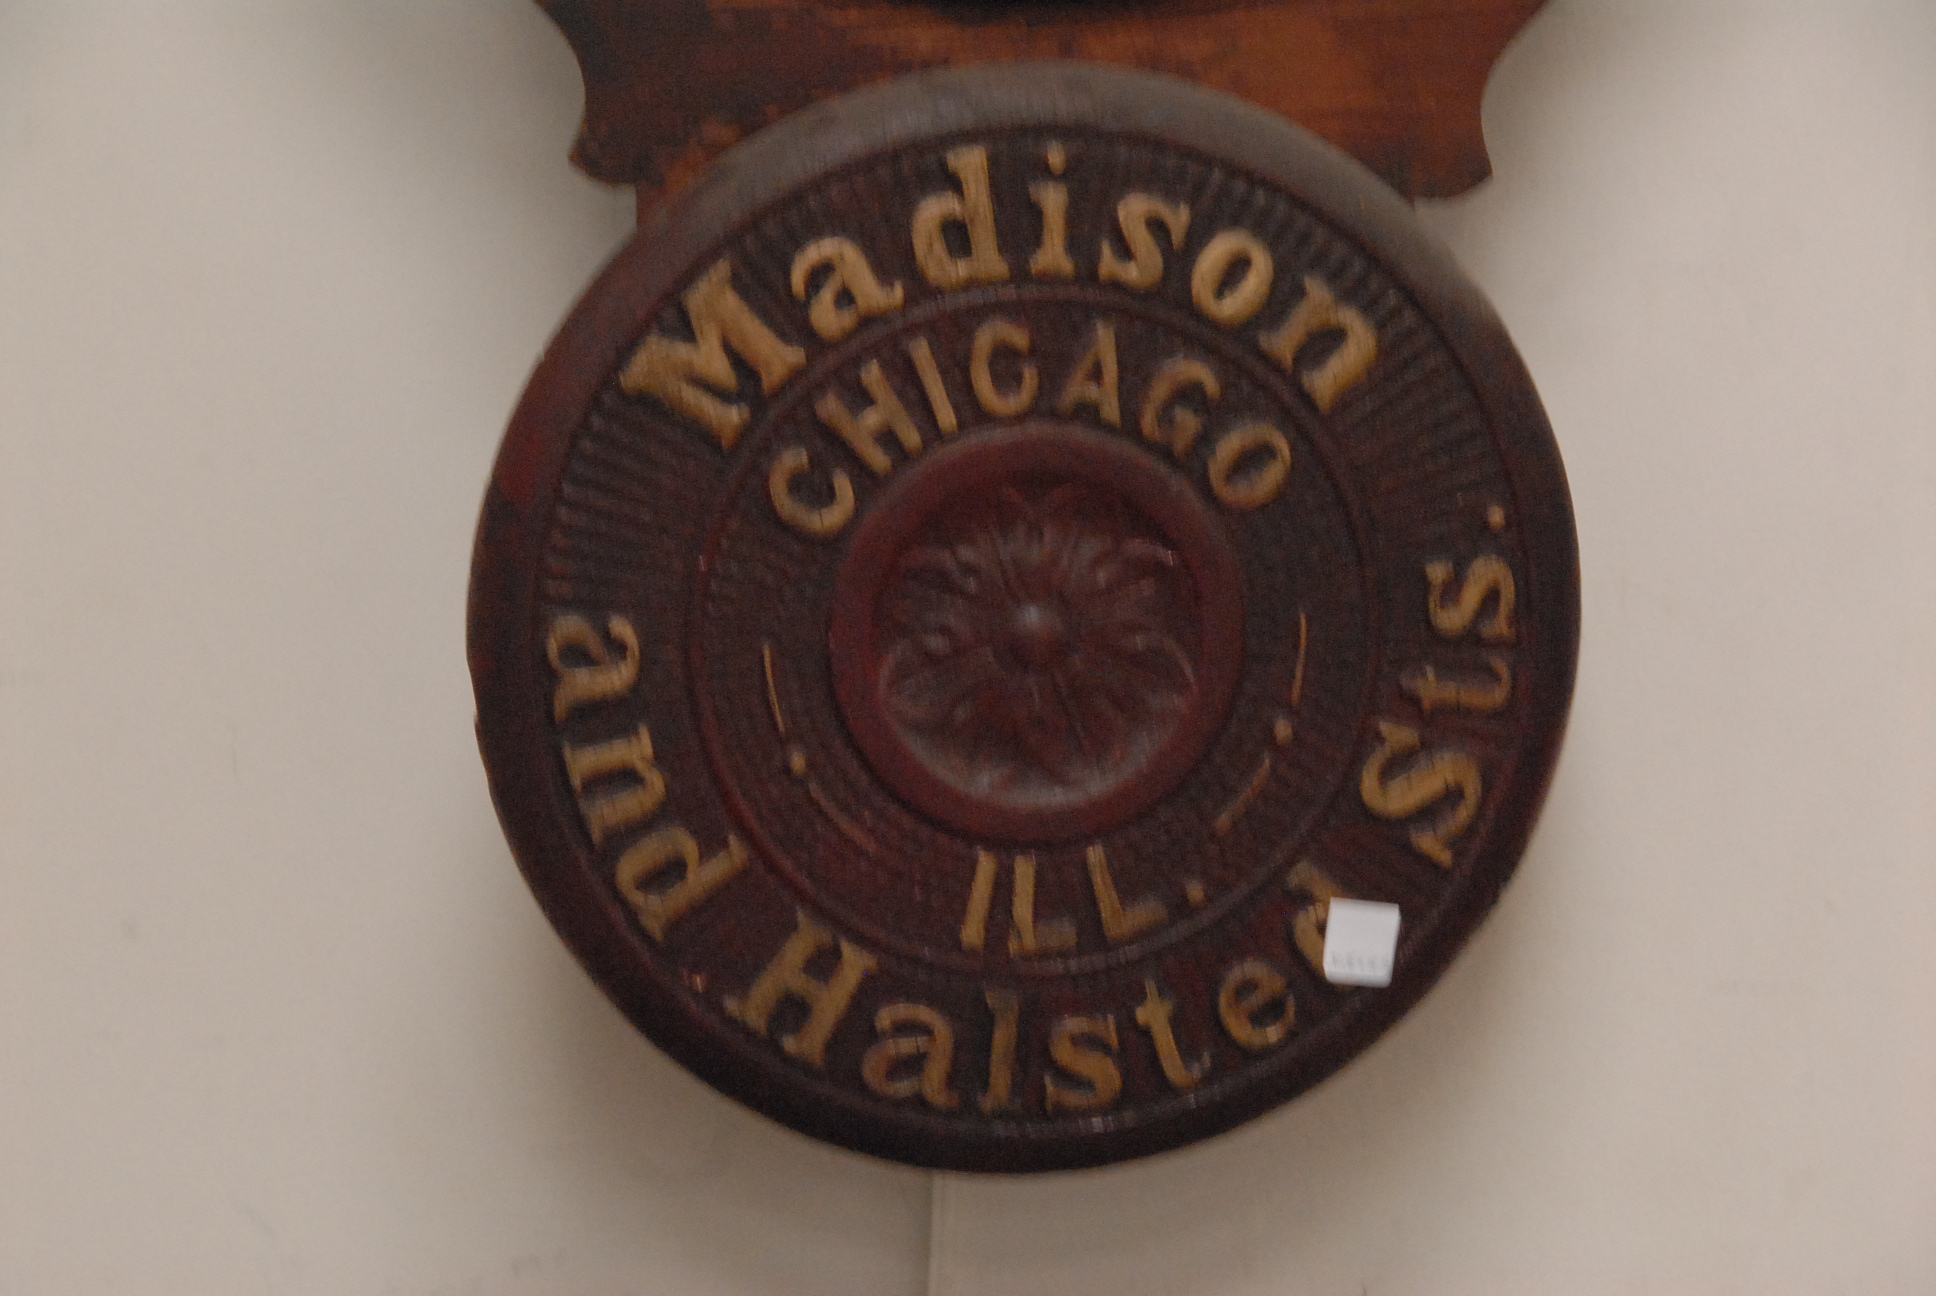 Madison
and Halsted Sts.
CHICAGO
ILL.